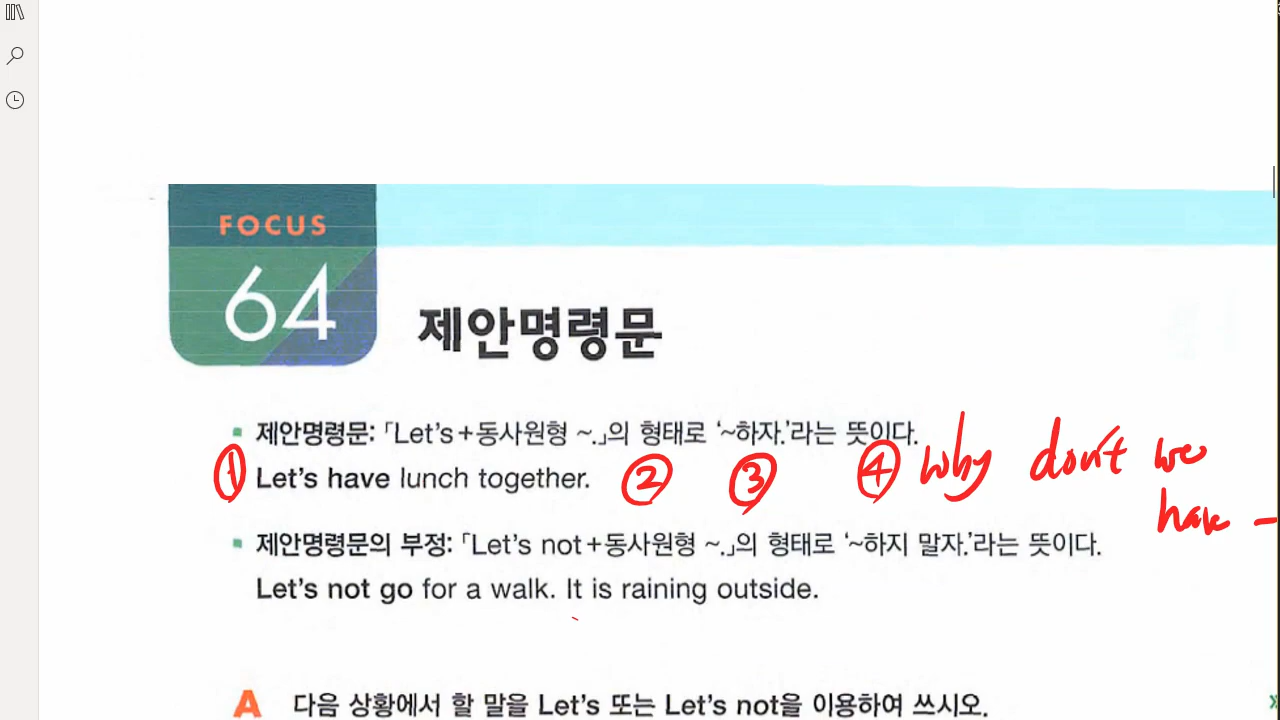 FOCUS
64
제안명령문
제안명령문: 「Let's+동사원형 ~.」의 형태로 '~하자.'라는 뜻이다.
① Let's have lunch together. ② ③ ④ Why don't we
have –
제안명령문의 부정: 「Let's not+동사원형 ~.」의 형태로 '~하지 말자.'라는 뜻이다.
Let's not go for a walk. It is raining outside.
A 다음 상황에서 할 말을 Let's 또는 Let's not을 이용하여 쓰시오.